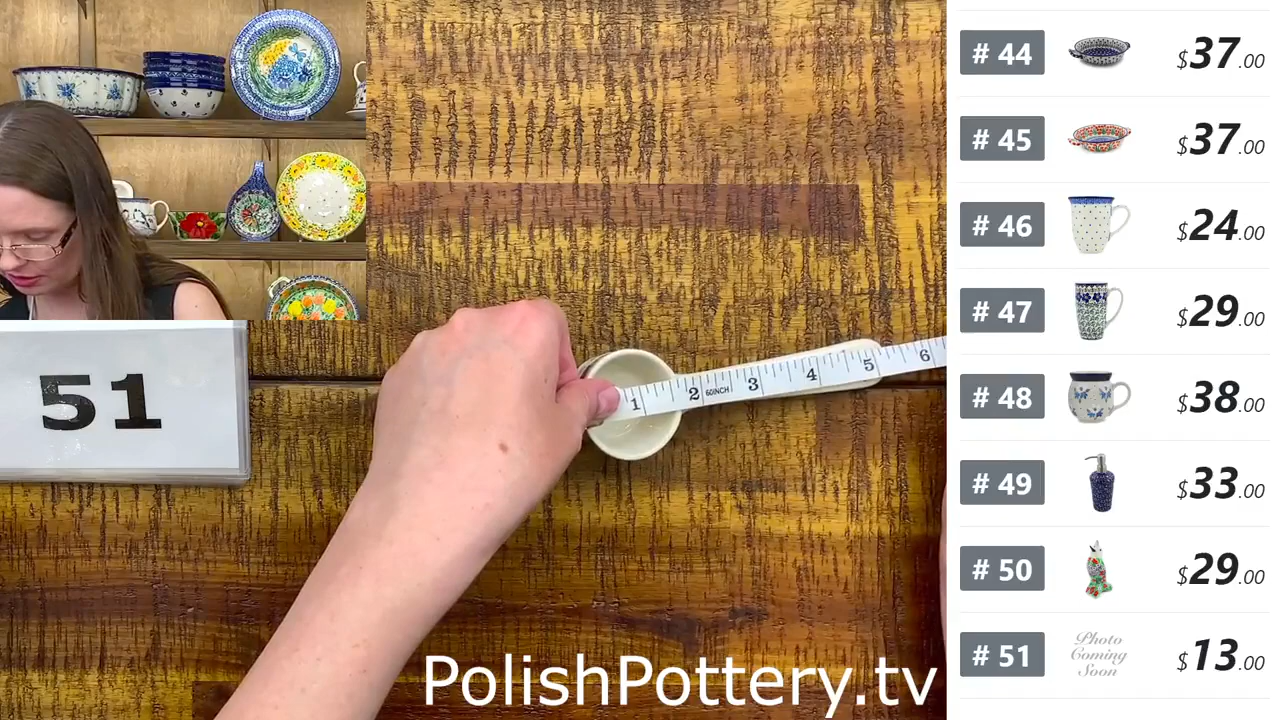 51
1 2 60INCH 3 4 5 6
PolishPottery.tv
# 44 $37.00
# 45 $37.00
# 46 $24.00
# 47 $29.00
# 48 $38.00
# 49 $33.00
# 50 $29.00
# 51 Photo Coming Soon $13.00